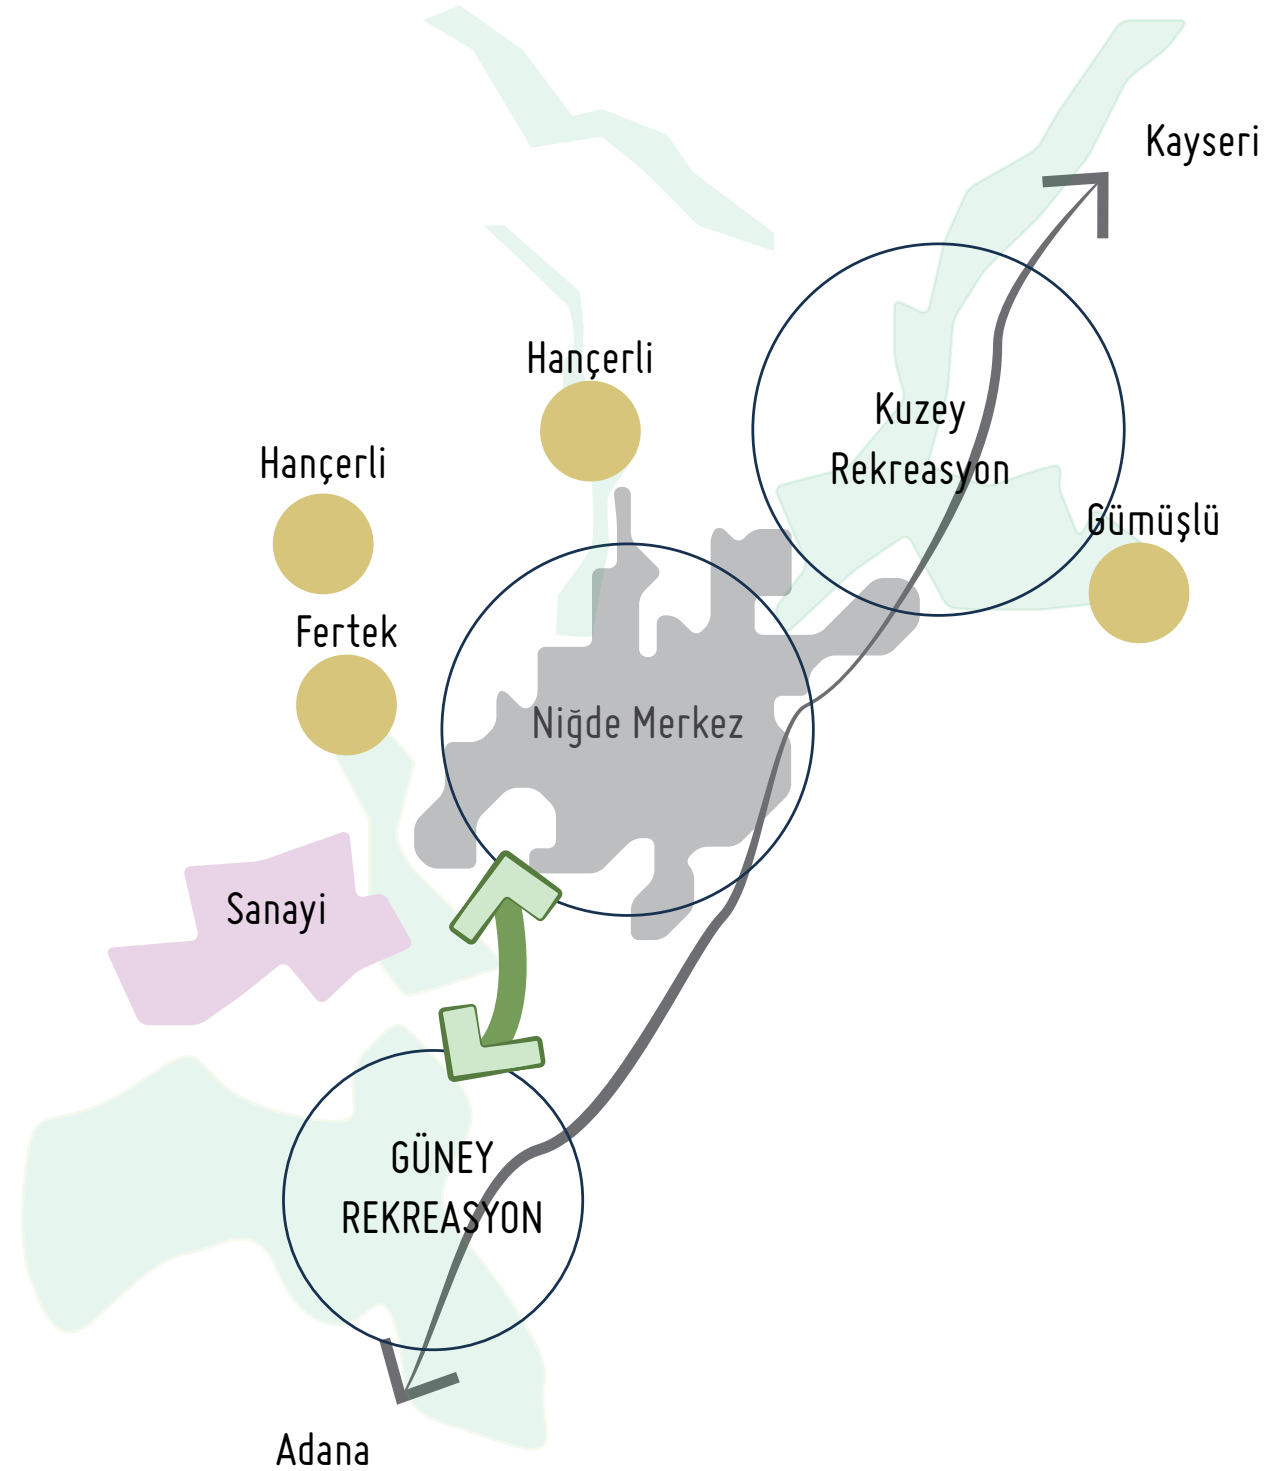 Kayseri
Hançerli
Kuzey
Rekreasyon
Hançerli
Gümüşlü
Fertek
Niğde Merkez
Sanayi
GÜNEY
REKREASYON
Adana